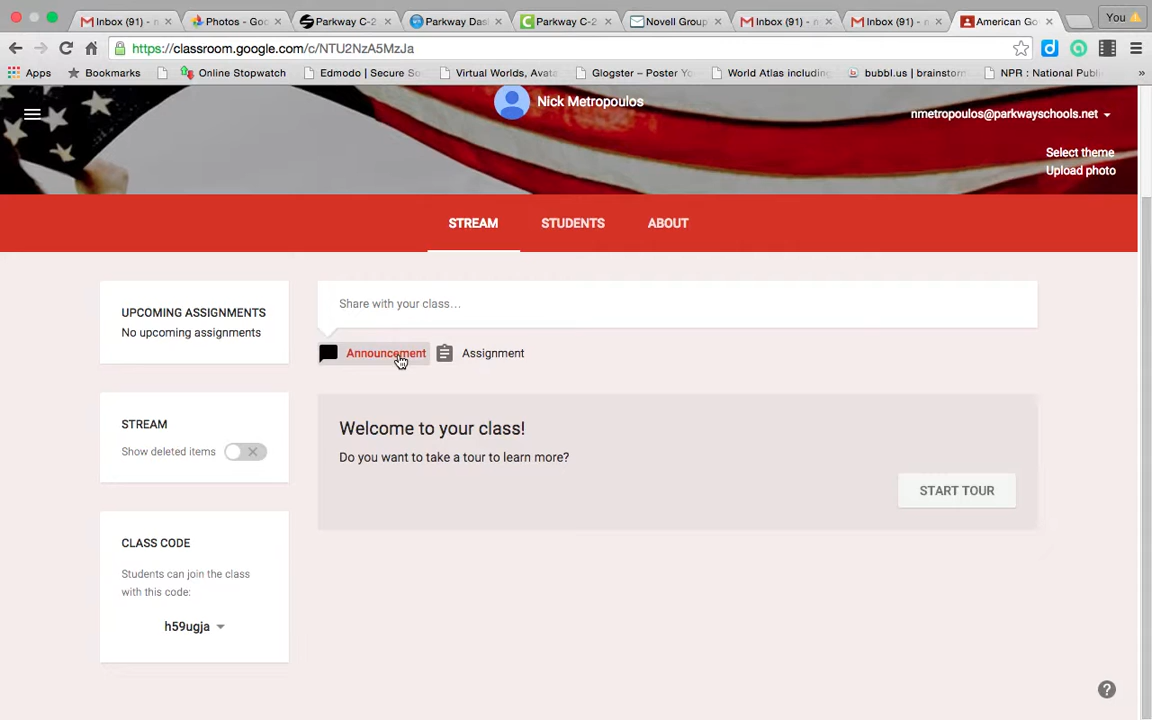 Inbox (91) - n
Photos - Goo
Parkway C-2
Parkway Das
Parkway C-2
Novell Group
Inbox (91) - n
Inbox (91) - n
American Go
You
https://classroom.google.com/c/NTU2NzA5MzJa
Apps
Bookmarks
Online Stopwatch
Edmodo | Secure So
Virtual Worlds, Avata
Glogster – Poster Yo
World Atlas including
bubbl.us | brainstorm
NPR : National Publi
»
Nick Metropoulos
nmetropoulos@parkwayschools.net
Select theme
Upload photo
STREAM
STUDENTS
ABOUT
UPCOMING ASSIGNMENTS
No upcoming assignments
Share with your class...
Announcement
Assignment
STREAM
Show deleted items
Welcome to your class!
Do you want to take a tour to learn more?
START TOUR
CLASS CODE
Students can join the class
with this code:
h59ugja
?